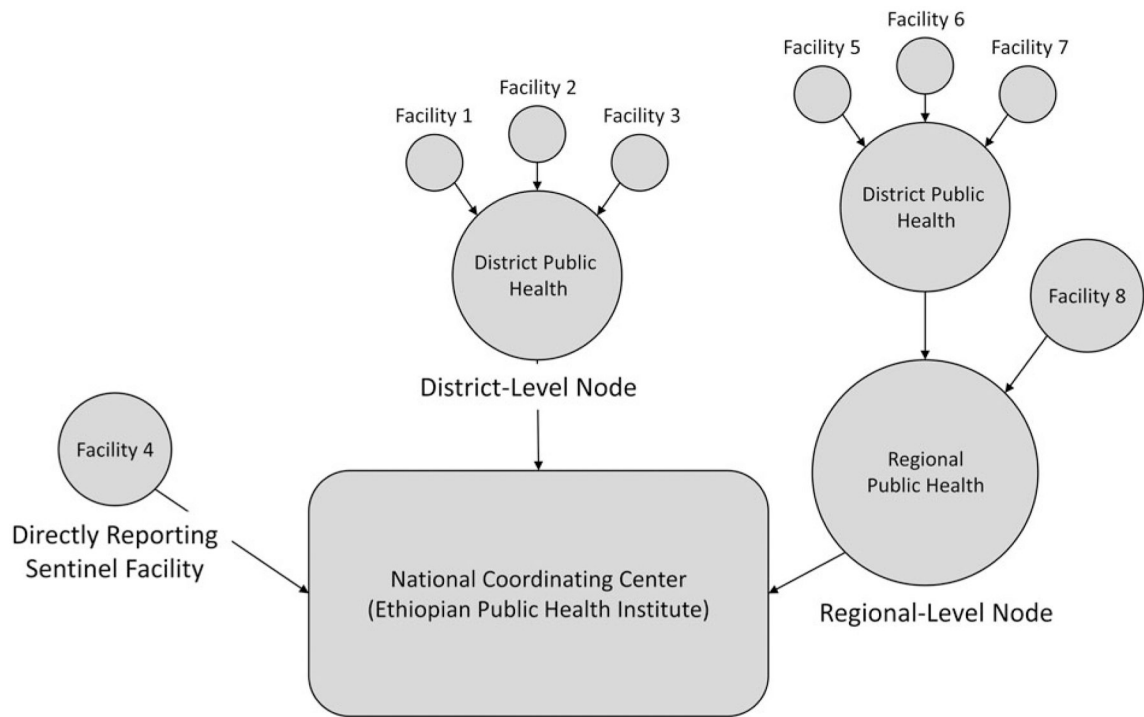 Facility 6
Facility 5
Facility 7
Facility 2
Facility 1
Facility 3
District Public
Health
District Public
Health
Facility 8
District-Level Node
Facility 4
Regional
Public Health
Directly Reporting
Sentinel Facility
National Coordinating Center
(Ethiopian Public Health Institute)
Regional-Level Node